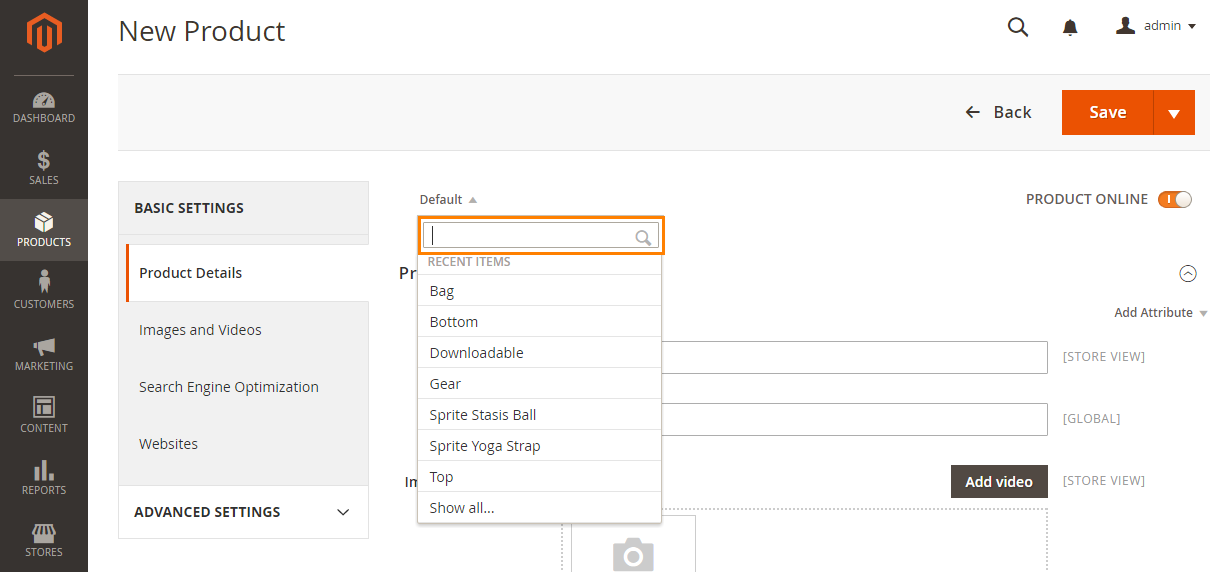 New Product
admin
DASHBOARD
SALES
PRODUCTS
CUSTOMERS
MARKETING
CONTENT
REPORTS
STORES
Back
Save
BASIC SETTINGS
Product Details
Images and Videos
Search Engine Optimization
Websites
ADVANCED SETTINGS
Default
PRODUCT ONLINE
RECENT ITEMS
Bag
Bottom
Downloadable
Gear
Sprite Stasis Ball
Sprite Yoga Strap
Top
Show all...
Pr
Add Attribute
[STORE VIEW]
[GLOBAL]
Im
Add video
[STORE VIEW]